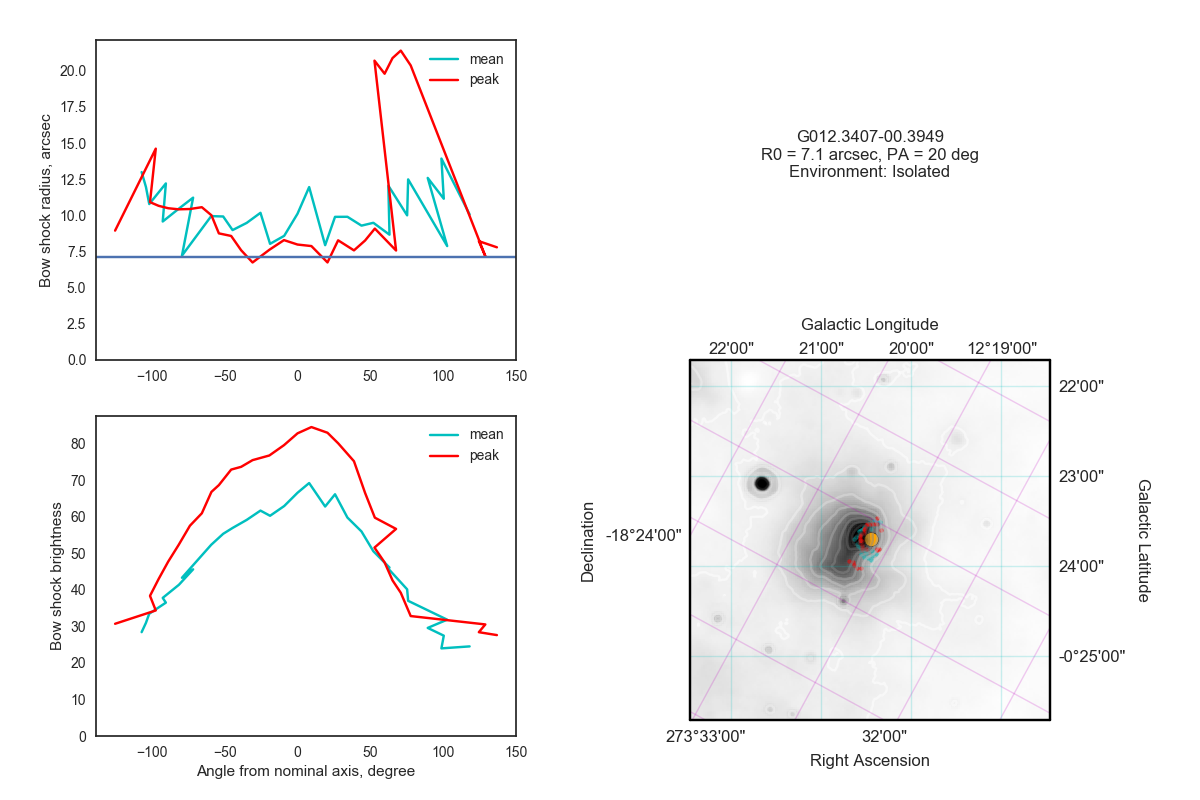 mean
peak
20.0
17.5
15.0
12.5
10.0
7.5
5.0
2.5
0.0
Bow shock radius, arcsec
−100
−50
0
50
100
150
mean
peak
80
70
60
50
40
30
20
10
0
Bow shock brightness
−100
−50
0
50
100
150
Angle from nominal axis, degree
G012.3407-00.3949
R0 = 7.1 arcsec, PA = 20 deg
Environment: Isolated
Galactic Longitude
22'00" 21'00" 20'00" 12°19'00"
22'00"
23'00"
24'00"
-0°25'00"
Galactic Latitude
Declination
-18°24'00"
273°33'00" 32'00"
Right Ascension